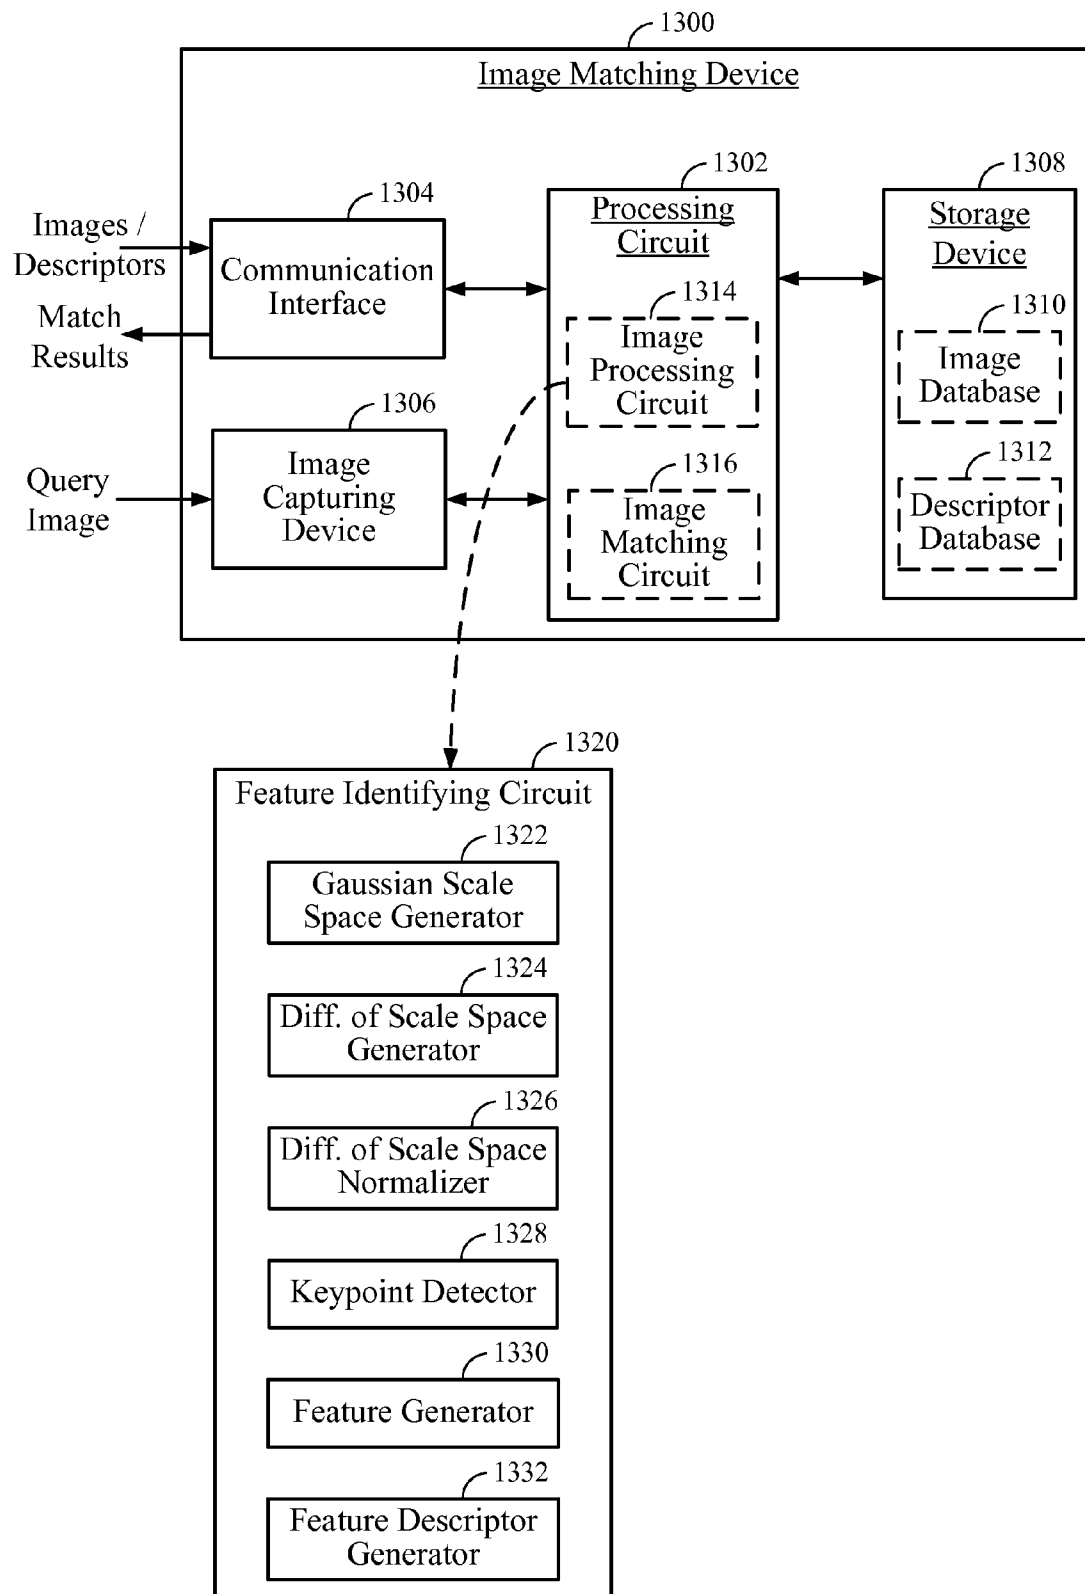 1300
Image Matching Device
1304
1302
1308
Images /
Descriptors
Match
Results
Communication
Interface
Processing
Circuit
Storage
Device
1314
Image
Processing
Circuit
1310
Image
Database
1306
Query
Image
Image
Capturing
Device
1316
Image
Matching
Circuit
1312
Descriptor
Database
1320
Feature Identifying Circuit
1322
Gaussian Scale
Space Generator
1324
Diff. of Scale Space
Generator
1326
Diff. of Scale Space
Normalizer
1328
Keypoint Detector
1330
Feature Generator
1332
Feature Descriptor
Generator